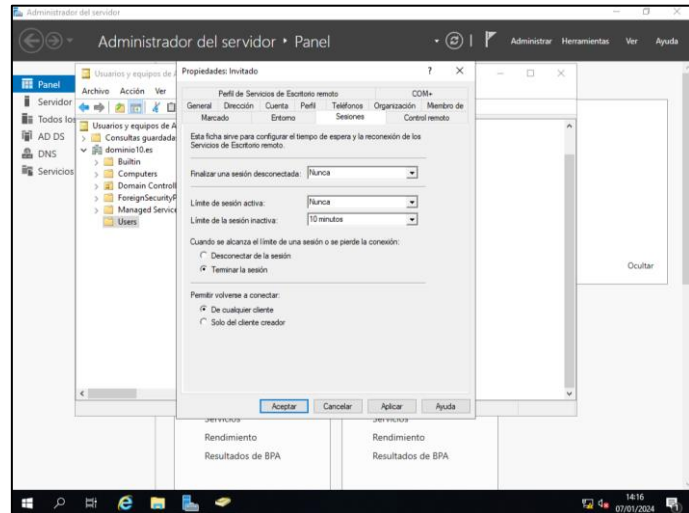 Administrador del servidor
Administrador del servidor • Panel
Administrar Herramientas Ver Ayuda
Panel
Servidor
Todos los
AD DS
DNS
Servicios
Usuarios y equipos de A
Archivo Acción Ver
Usuarios y equipos de A
Consultas guardada
dominio10.es
Builtin
Computers
Domain Controll
ForeignSecurityP
Managed Service
Users
Propiedades: Invitado ? ×
Perfil de Servicios de Escritorio remoto COM+
General Dirección Cuenta Perfil Teléfonos Organización Miembro de
Marcado Entorno Sesiones Control remoto
Esta ficha sirve para configurar el tiempo de espera y la reconexión de los
Servicios de Escritorio remoto.
Finalizar una sesión desconectada: Nunca
Límite de sesión activa: Nunca
Límite de la sesión inactiva: 10 minutos
Cuando se alcanza el límite de una sesión o se pierde la conexión:
Desconectar de la sesión
Terminar la sesión
Permitir volverse a conectar:
De cualquier cliente
Solo del cliente creador
Aceptar Cancelar Aplicar Ayuda
Ocultar
Servicios Servicios
Rendimiento Rendimiento
Resultados de BPA Resultados de BPA
14:16
07/01/2024